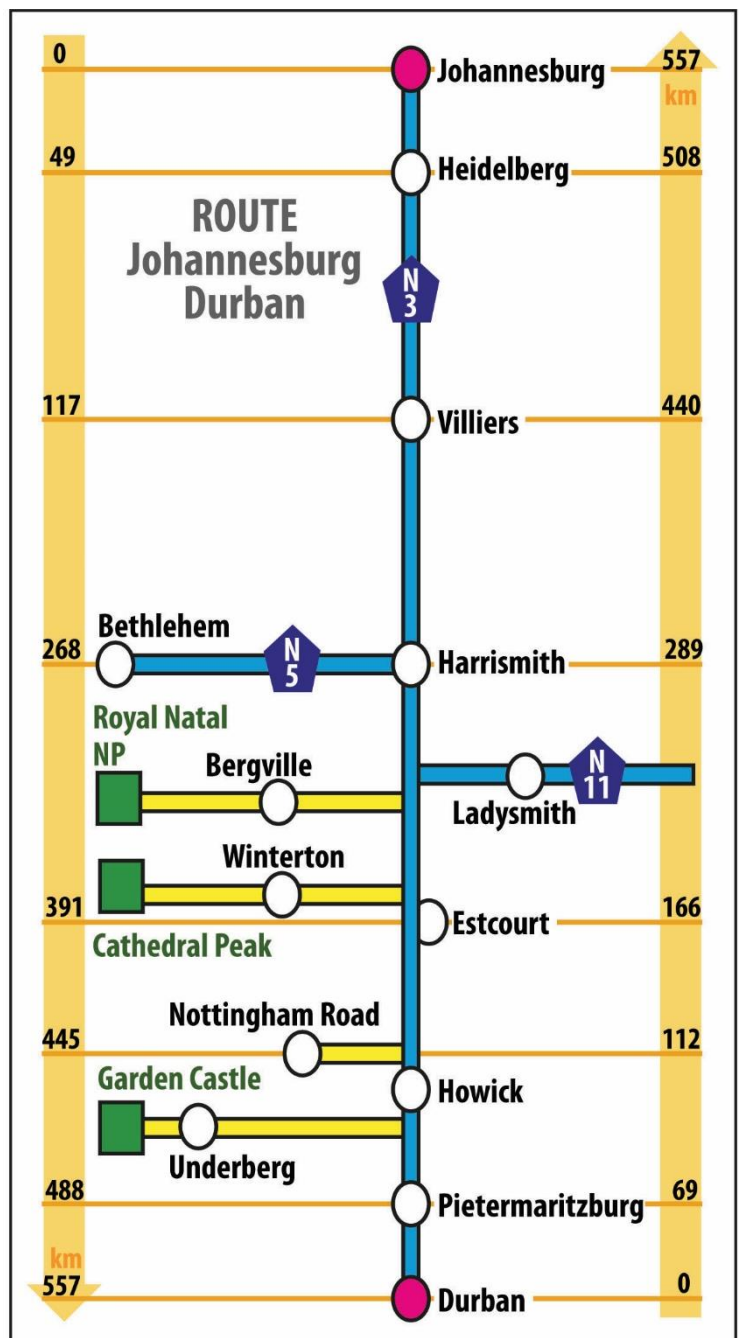 0
Johannesburg
557
km
49
Heidelberg
508
ROUTE
Johannesburg
Durban
N
3
117
Villiers
440
Bethlehem
268
N
5
Harrismith
289
Royal Natal
NP
Bergville
N
11
Ladysmith
Winterton
391
Estcourt
166
Cathedral Peak
Nottingham Road
445
112
Garden Castle
Howick
Underberg
488
Pietermaritzburg
69
km
557
Durban
0